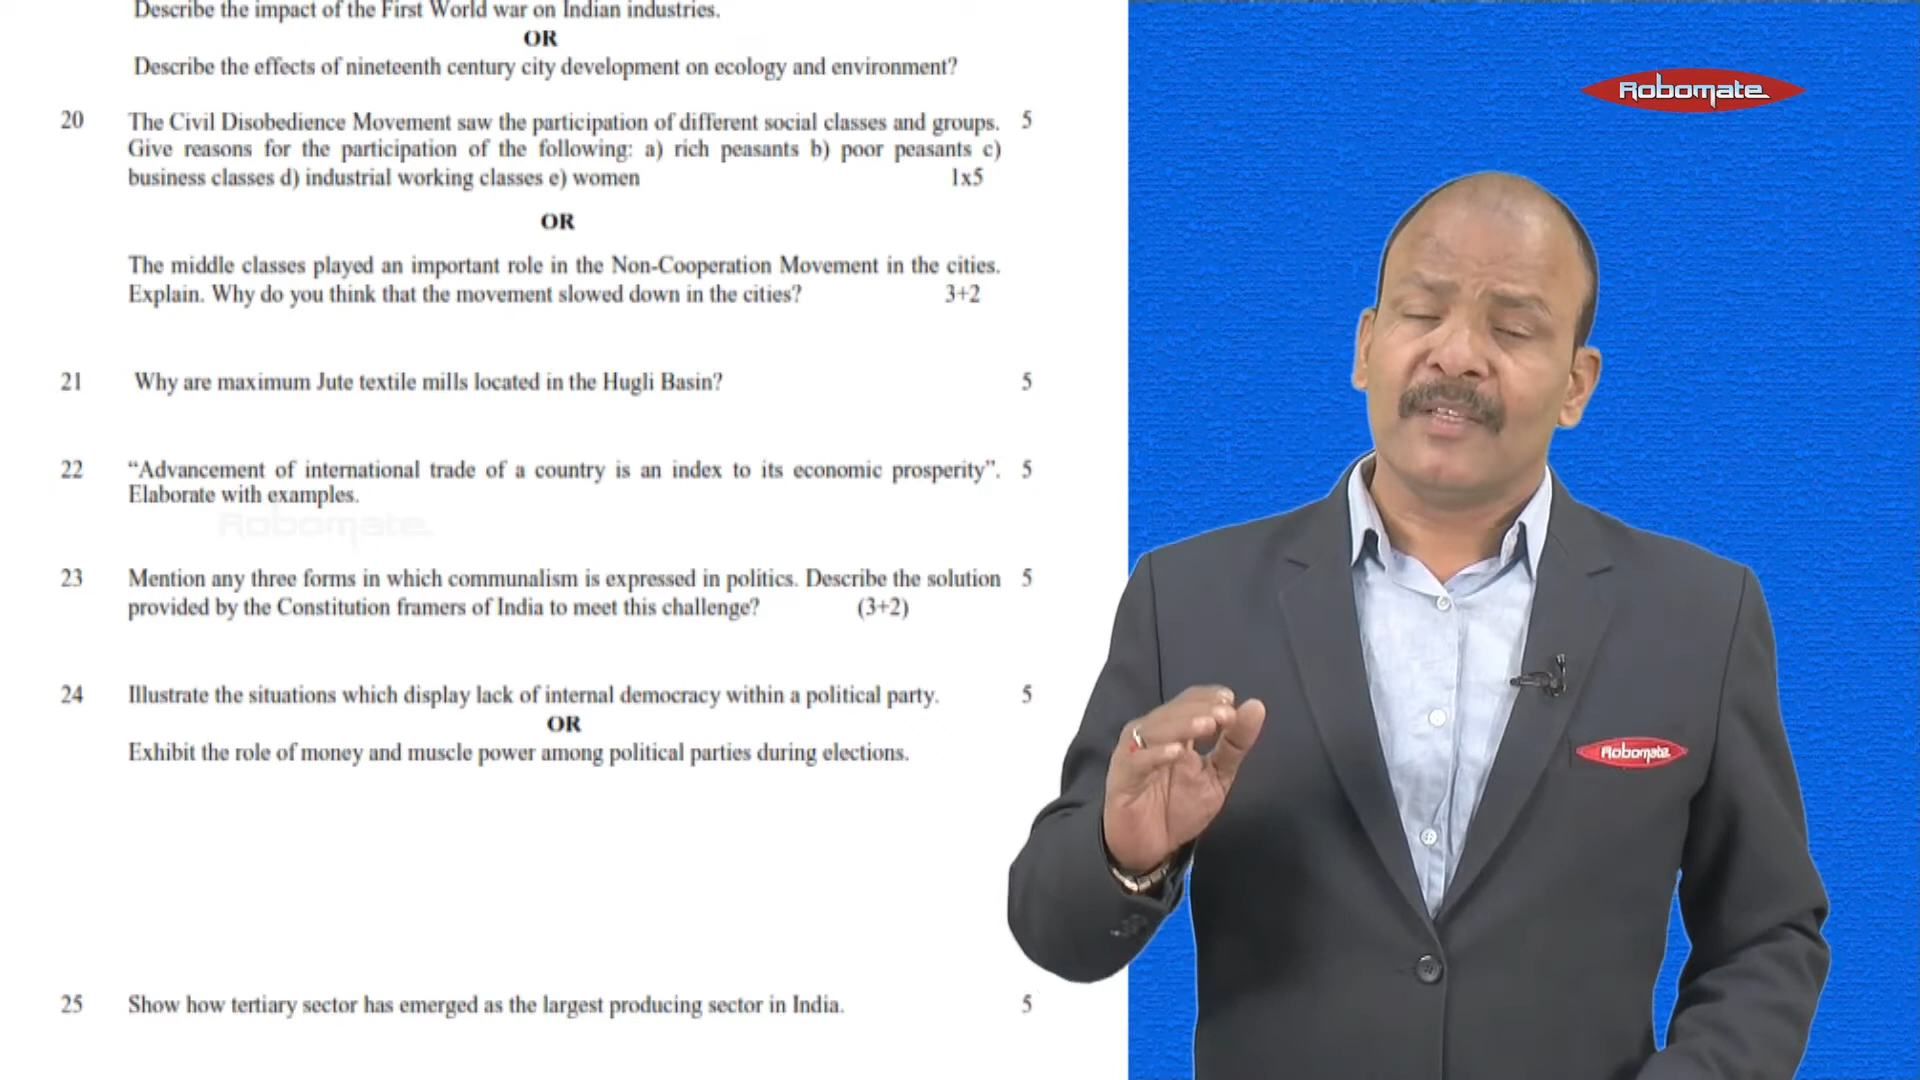 Describe the impact of the First World war on Indian industries.
OR
Describe the effects of nineteenth century city development on ecology and environment?
20 The Civil Disobedience Movement saw the participation of different social classes and groups. 5
Give reasons for the participation of the following: a) rich peasants b) poor peasants c)
business classes d) industrial working classes e) women 1x5
OR
The middle classes played an important role in the Non-Cooperation Movement in the cities.
Explain. Why do you think that the movement slowed down in the cities? 3+2
21 Why are maximum Jute textile mills located in the Hugli Basin? 5
22 “Advancement of international trade of a country is an index to its economic prosperity”. 5
Elaborate with examples.
Robomate
23 Mention any three forms in which communalism is expressed in politics. Describe the solution 5
provided by the Constitution framers of India to meet this challenge? (3+2)
24 Illustrate the situations which display lack of internal democracy within a political party. 5
OR
Exhibit the role of money and muscle power among political parties during elections.
25 Show how tertiary sector has emerged as the largest producing sector in India. 5
Robomate
Robomate